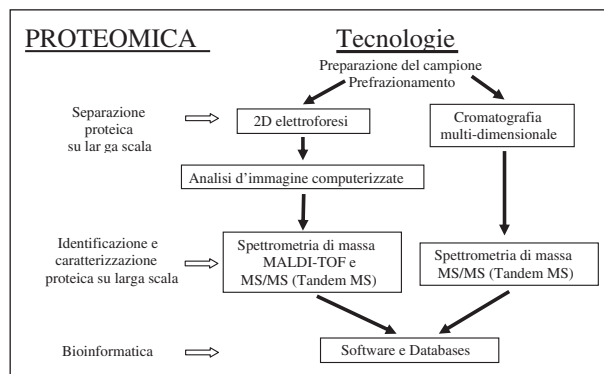 PROTEOMICA
Tecnologie
Preparazione del campione
Prefrazionamento
Separazione
proteica
su lar ga scala
2D elettroforesi
Cromatografia
multi-dimensionale
Analisi d'immagine computerizzate
Identificazione e
caratterizzazione
proteica su larga scala
Spettrometria di massa
MALDI-TOF e
MS/MS (Tandem MS)
Spettrometria di massa
MS/MS (Tandem MS)
Bioinformatica
Software e Databases